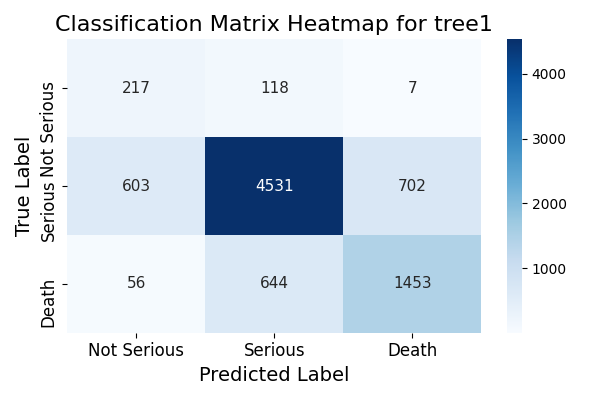 Classification Matrix Heatmap for tree1
True Label
Not Serious
217 118 7
Serious
603 4531 702
Death
56 644 1453
Not Serious Serious Death
Predicted Label
4000
3000
2000
1000